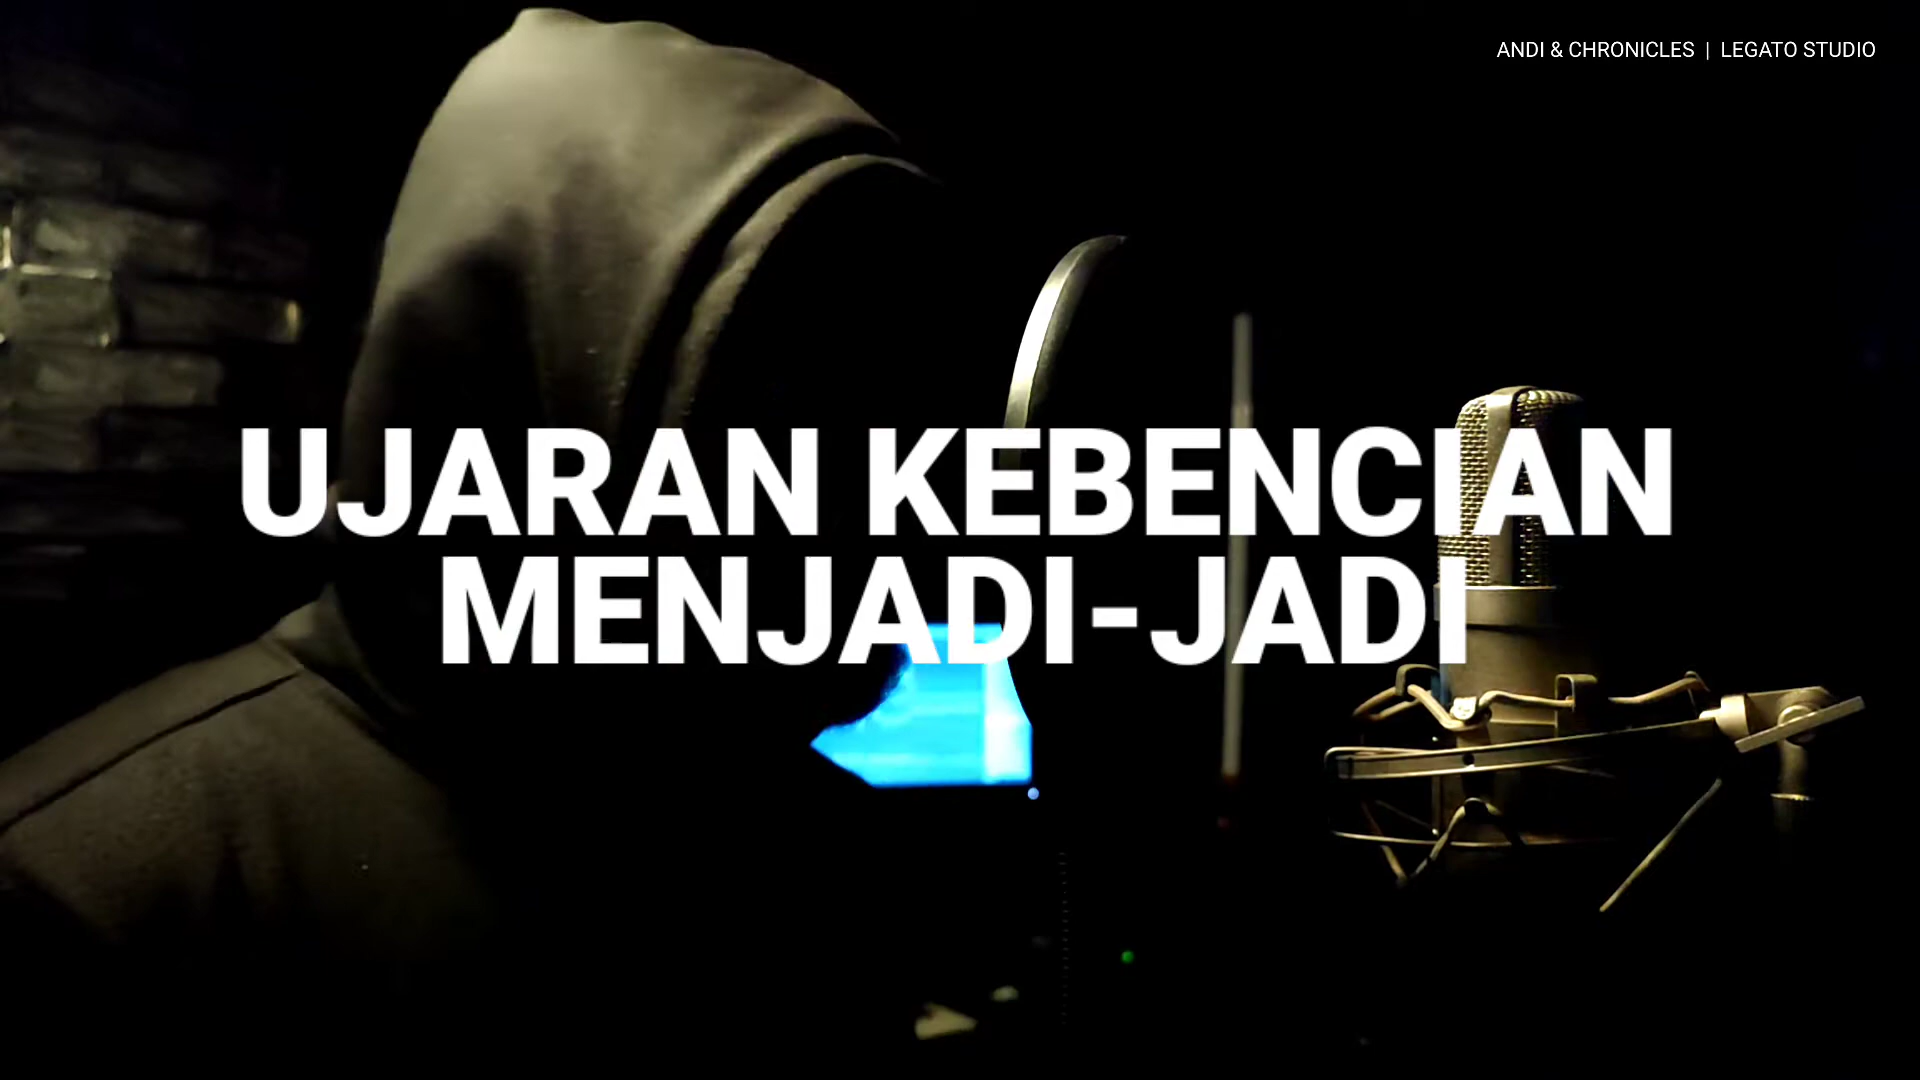 ANDI & CHRONICLES | LEGATO STUDIO
UJARAN KEBENCIAN
MENJADI-JADI